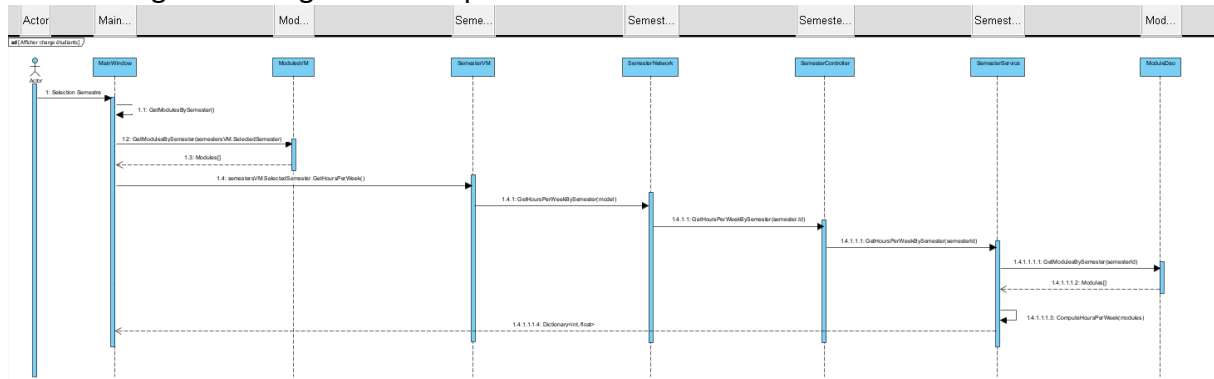 Actor Main... Mod... Seme... Semest... Semeste... Semest... Mod...
sd [Afficher charge étudiants]
Actor MainWindow ModulesVM SemesterVM SemesterNetwork SemesterController SemesterService ModuleDao
1: Selection Semestre
1.1: GetModulesBySemester()
1.2: GetModulesBySemester(semestersVM.SelectedSemester)
1.3: Modules[]
1.4: semestersVM.SelectedSemester.GetHoursPerWeek()
1.4.1: GetHoursPerWeekBySemester(model)
1.4.1.1: GetHoursPerWeekBySemester(semester.Id)
1.4.1.1.1: GetHoursPerWeekBySemester(semesterId)
1.4.1.1.1.1: GetModulesBySemester(semesterId)
1.4.1.1.1.2: Modules[]
1.4.1.1.1.3: ComputeHoursPerWeek(modules)
1.4.1.1.1.4: Dictionary<int, float>